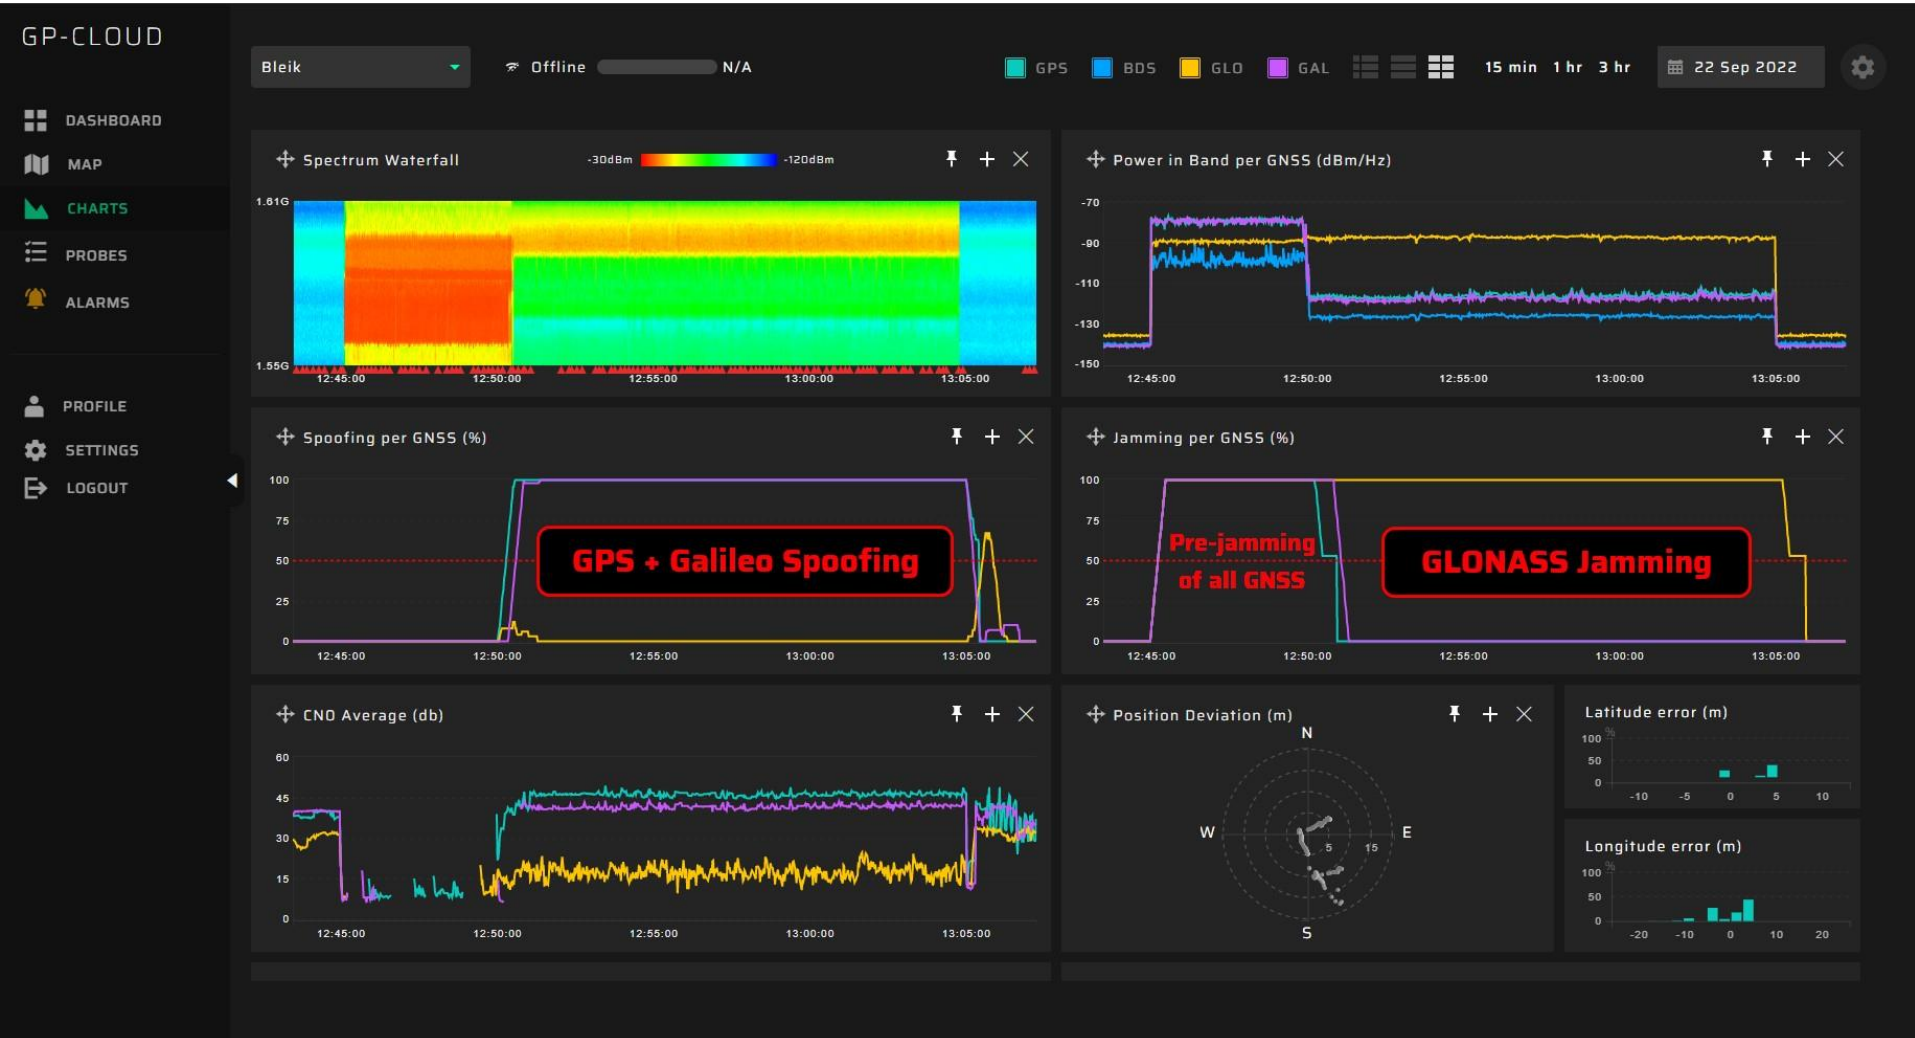 GP-CLOUD
Bleik
Offline N/A
GPS BDS GLO GAL
15 min 1 hr 3 hr
22 Sep 2022
DASHBOARD
MAP
CHARTS
PROBES
ALARMS
PROFILE
SETTINGS
LOGOUT
Spectrum Waterfall
-30dBm -120dBm
1.61G
1.55G
12:45:00 12:50:00 12:55:00 13:00:00 13:05:00
Power in Band per GNSS (dBm/Hz)
-70
-90
-110
-130
-150
12:45:00 12:50:00 12:55:00 13:00:00 13:05:00
Spoofing per GNSS (%)
100
75
50
25
0
GPS + Galileo Spoofing
12:45:00 12:50:00 12:55:00 13:00:00 13:05:00
Jamming per GNSS (%)
100
75
50
25
0
Pre-jamming
of all GNSS
GLONASS Jamming
12:45:00 12:50:00 12:55:00 13:00:00 13:05:00
CNO Average (db)
60
45
30
15
0
12:45:00 12:50:00 12:55:00 13:00:00 13:05:00
Position Deviation (m)
N
W E
5 15
S
Latitude error (m)
%
100
50
0
-10 -5 0 5 10
Longitude error (m)
%
100
50
0
-20 -10 0 10 20